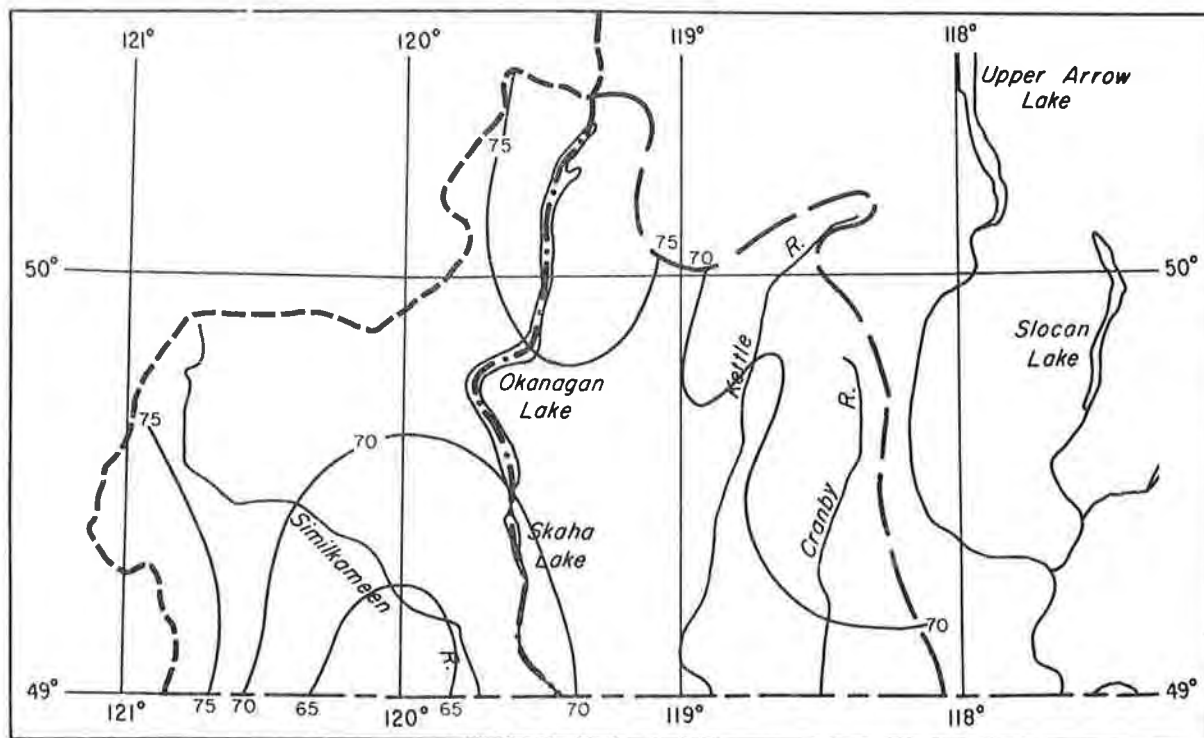 121°
120°
119°
118°
Upper Arrow
Lake
75
R.
75
70
50°
50°
Slocan
Lake
Kettle
Okanagan
Lake
R.
75
70
Similkameen
Skaha
Lake
Cranby
70
R.
49°
49°
121°
75
70
65
120°
65
70
119°
118°